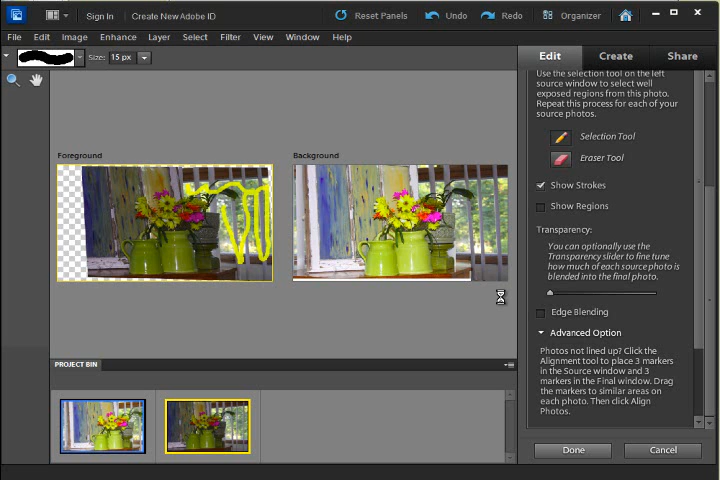 Sign In Create New Adobe ID Reset Panels Undo Redo Organizer
File Edit Image Enhance Layer Select Filter View Window Help
Size: 15 px
Edit Create Share
Use the selection tool on the left
source window to select well
exposed regions from this photo.
Repeat this process for each of your
source photos.
Selection Tool
Eraser Tool
Show Strokes
Show Regions
Transparency:
You can optionally use the
Transparency slider to fine tune
how much of each source photo is
blended into the final photo.
Edge Blending
Advanced Option
Photos not lined up? Click the
Alignment tool to place 3 markers
in the Source window and 3
markers in the Final window. Drag
the markers to similar areas on
each photo. Then click Align
Photos.
Done Cancel
Foreground Background
PROJECT BIN